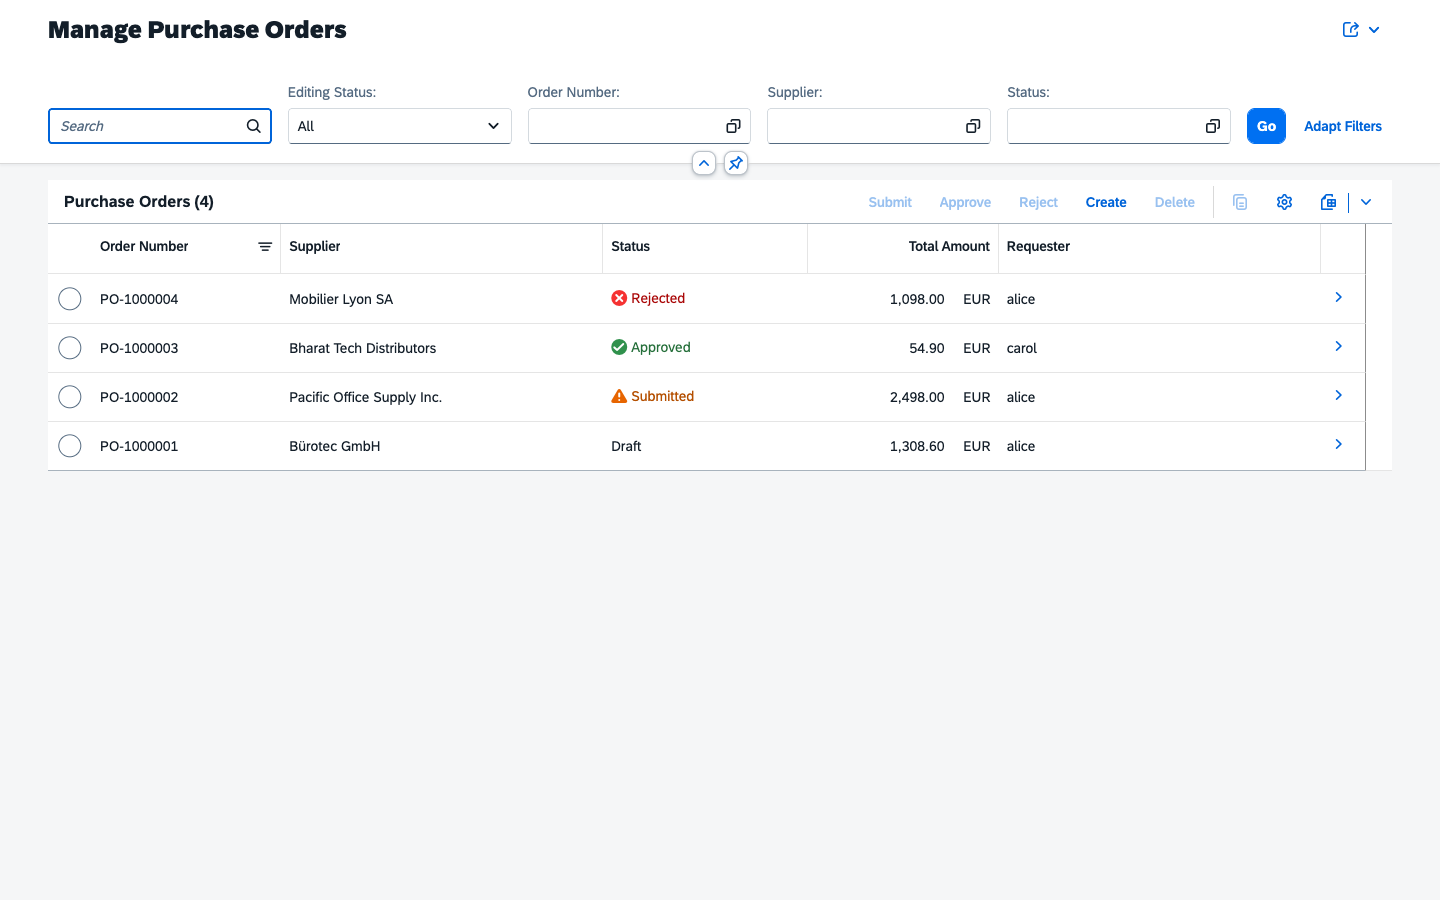 Manage Purchase Orders
Editing Status: Order Number: Supplier: Status:
Search All Go Adapt Filters
Purchase Orders (4) Submit Approve Reject Create Delete
Order Number Supplier Status Total Amount Requester
PO-1000004 Mobilier Lyon SA Rejected 1,098.00 EUR alice
PO-1000003 Bharat Tech Distributors Approved 54.90 EUR carol
PO-1000002 Pacific Office Supply Inc. Submitted 2,498.00 EUR alice
PO-1000001 Bürotec GmbH Draft 1,308.60 EUR alice